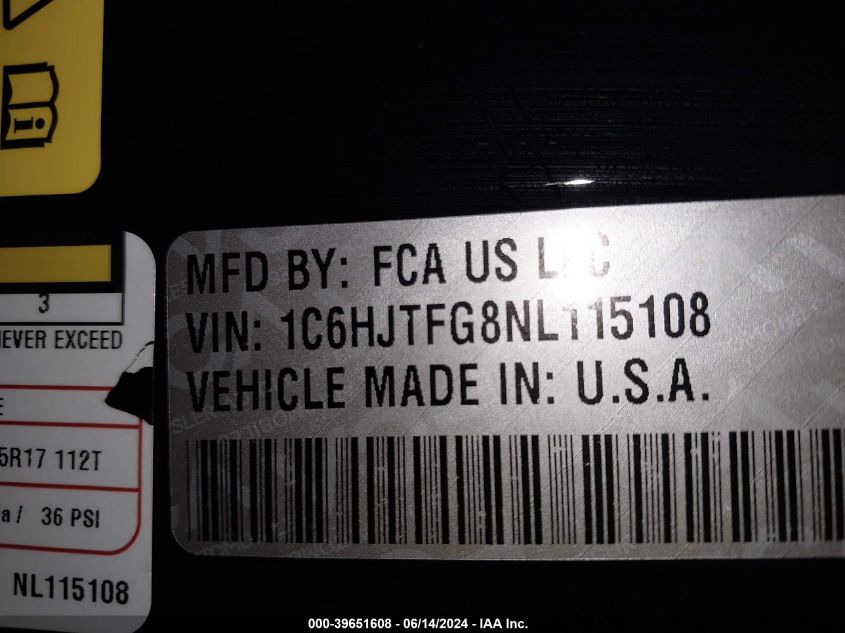 MFD BY: FCA US LLC
VIN: 1C6HJTFG8NL115108
VEHICLE MADE IN: U.S.A.
3
NEVER EXCEED
5R17 112T
a / 36 PSI
NL115108
000-39651608 - 06/14/2024 - IAA Inc.